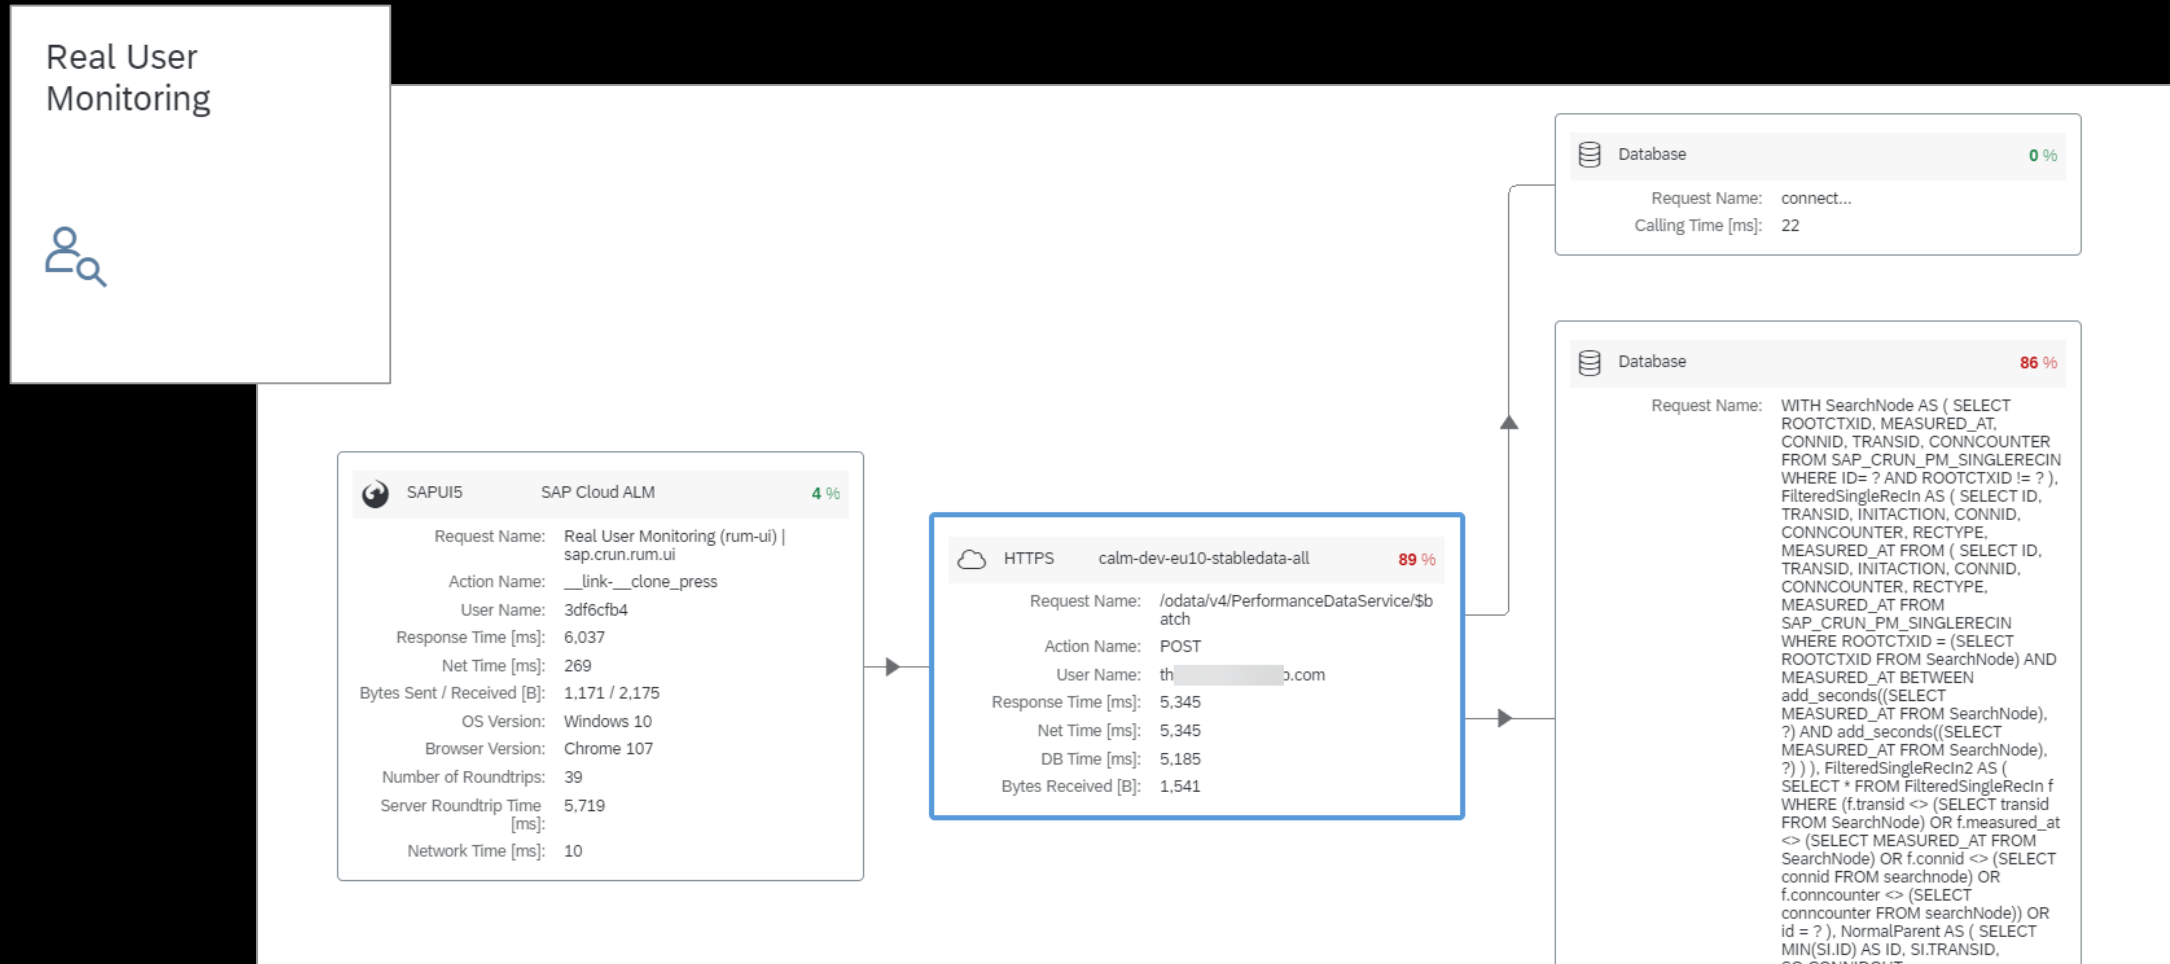 Real User
Monitoring
Database 0 %
Request Name: connect...
Calling Time [ms]: 22
SAPUI5 SAP Cloud ALM 4 %
Request Name: Real User Monitoring (rum-ui) |
sap.crun.rum.ui
Action Name: __link-__clone_press
User Name: 3df6cfb4
Response Time [ms]: 6,037
Net Time [ms]: 269
Bytes Sent / Received [B]: 1,171 / 2,175
OS Version: Windows 10
Browser Version: Chrome 107
Number of Roundtrips: 39
Server Roundtrip Time 5,719
[ms]:
Network Time [ms]: 10
HTTPS calm-dev-eu10-stabledata-all 89 %
Request Name: /odata/v4/PerformanceDataService/$b
atch
Action Name: POST
User Name: th
.com
Response Time [ms]: 5,345
Net Time [ms]: 5,345
DB Time [ms]: 5,185
Bytes Received [B]: 1,541
Database 86 %
Request Name: WITH SearchNode AS ( SELECT
ROOTCTXID, MEASURED_AT,
CONNID, TRANSID, CONNCOUNTER
FROM SAP_CRUN_PM_SINGLERECIN
WHERE ID= ? AND ROOTCTXID != ? ),
FilteredSingleRecIn AS ( SELECT ID,
TRANSID, INITACTION, CONNID,
CONNCOUNTER, RECTYPE,
MEASURED_AT FROM ( SELECT ID,
TRANSID, INITACTION, CONNID,
CONNCOUNTER, RECTYPE,
MEASURED_AT FROM
SAP_CRUN_PM_SINGLERECIN
WHERE ROOTCTXID = (SELECT
ROOTCTXID FROM SearchNode) AND
MEASURED_AT BETWEEN
add_seconds((SELECT
MEASURED_AT FROM SearchNode),
?) AND add_seconds((SELECT
MEASURED_AT FROM SearchNode),
?) ) ), FilteredSingleRecIn2 AS (
SELECT * FROM FilteredSingleRecIn f
WHERE (f.transid <> (SELECT transid
FROM SearchNode) OR f.measured_at
<> (SELECT MEASURED_AT FROM
SearchNode) OR f.connid <> (SELECT
connid FROM searchnode) OR
f.conncounter <> (SELECT
conncounter FROM searchNode)) OR
id = ? ), NormalParent AS ( SELECT
MIN(SI.ID) AS ID, SI.TRANSID,